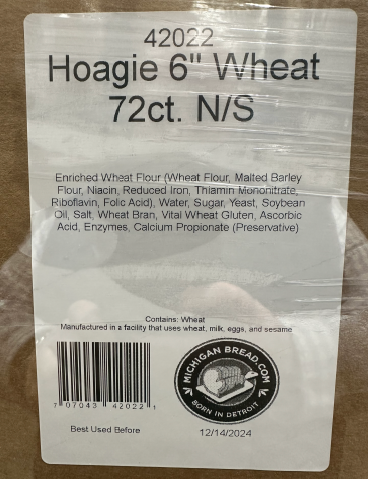 42022
Hoagie 6" Wheat
72ct. N/S
Enriched Wheat Flour (Wheat Flour, Malted Barley
Flour, Niacin, Reduced Iron, Thiamin Mononitrate,
Riboflavin, Folic Acid), Water, Sugar, Yeast, Soybean
Oil, Salt, Wheat Bran, Vital Wheat Gluten, Ascorbic
Acid, Enzymes, Calcium Propionate (Preservative)
Contains: Wheat
Manufactured in a facility that uses wheat, milk, eggs, and sesame
7 07043 42022 1
MICHIGAN BREAD.COM
BORN IN DETROIT
Best Used Before
12/14/2024